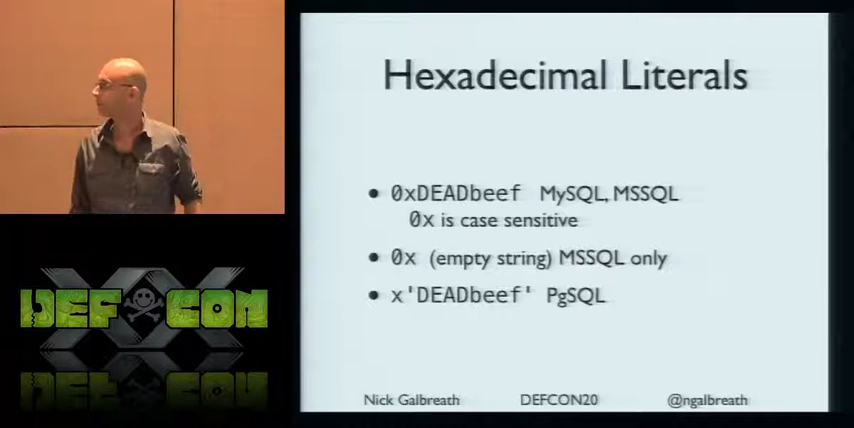 Hexadecimal Literals
• 0xDEADbeef MySQL, MSSQL
0x is case sensitive
• 0x (empty string) MSSQL only
• x'DEADbeef' PgSQL
Nick Galbreath DEFCON20 @ngalbreath
DEF CON
XX